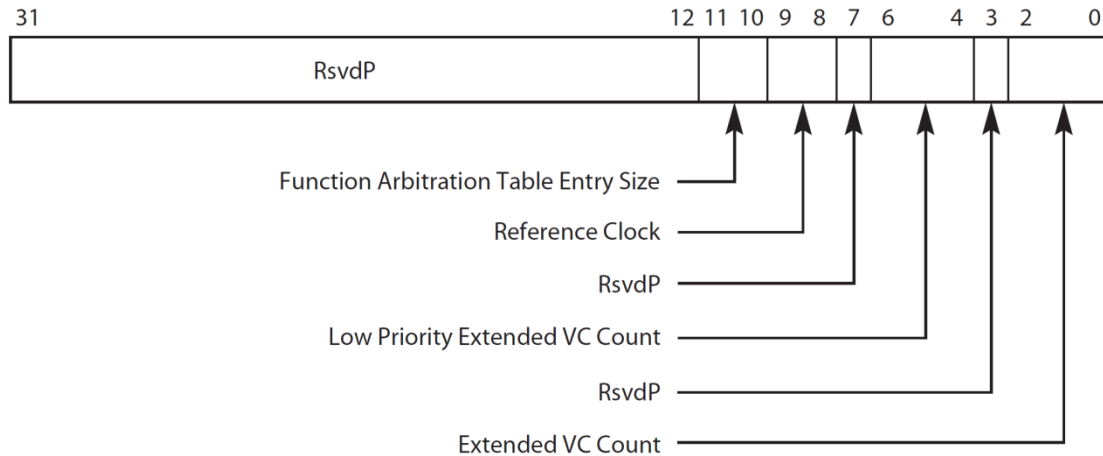 31 12 11 10 9 8 7 6 4 3 2 0
RsvdP
Function Arbitration Table Entry Size
Reference Clock
RsvdP
Low Priority Extended VC Count
RsvdP
Extended VC Count